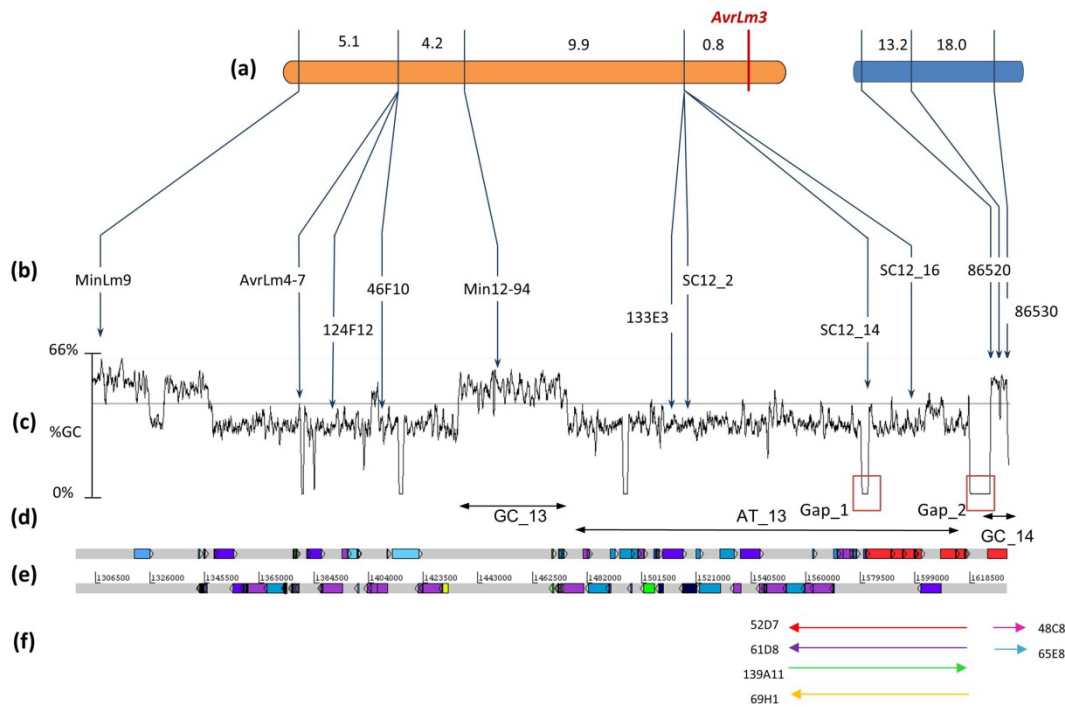 AvrLm3
5.1 4.2 9.9 0.8 13.2 18.0
(a)
(b)
MinLm9 AvrLm4-7 46F10 Min12-94 SC12_2 SC12_16 86520
124F12 133E3 SC12_14 86530
66%
(c)
%GC
0%
(d) GC_13 AT_13 Gap_1 Gap_2 GC_14
(e)
1306500 1326000 1345500 1365000 1384500 1404000 1423500 1443000 1462500 1482000 1501500 1521000 1540500 1560000 1579500 1599000 1618500
(f)
52D7 48C8
61D8 65E8
139A11
69H1